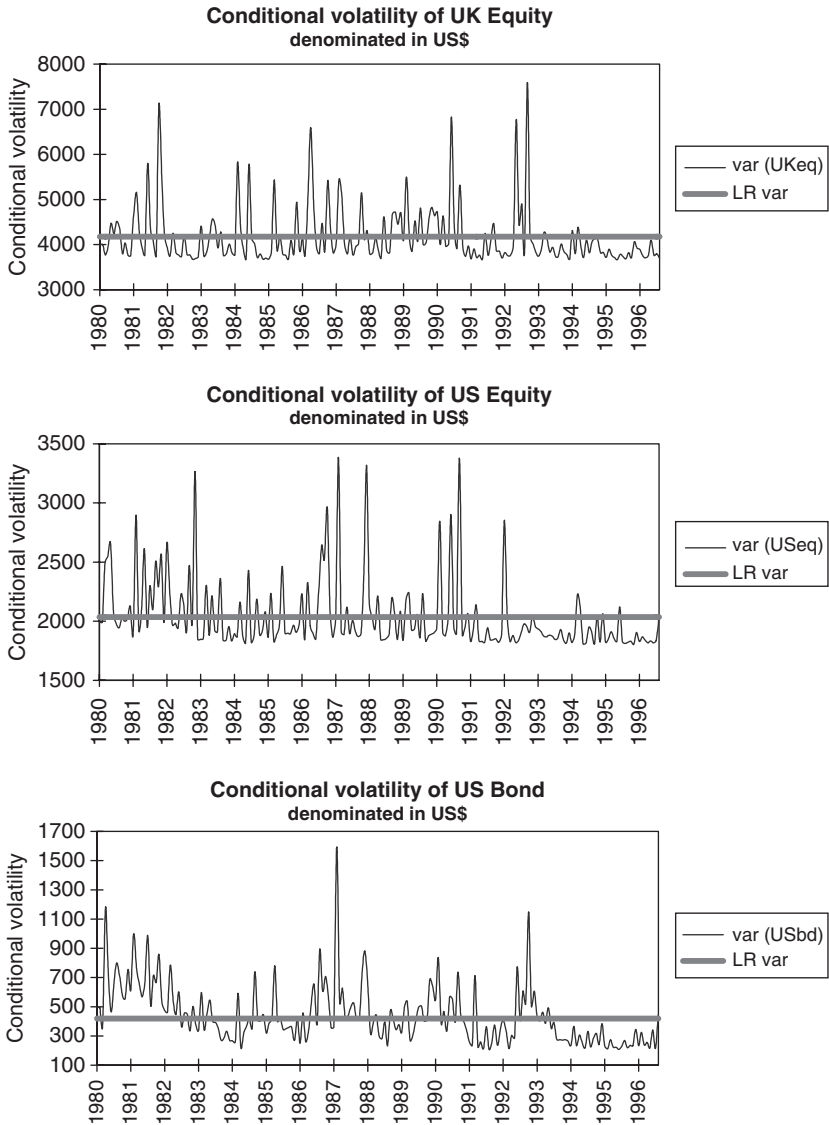 Conditional volatility of UK Equity
denominated in US$
Conditional volatility
8000
7000
6000
5000
4000
3000
1980 1981 1982 1983 1984 1985 1986 1987 1988 1989 1990 1991 1992 1993 1994 1995 1996
var (UKeq)
LR var
Conditional volatility of US Equity
denominated in US$
Conditional volatility
3500
3000
2500
2000
1500
1980 1981 1982 1983 1984 1985 1986 1987 1988 1989 1990 1991 1992 1993 1994 1995 1996
var (USeq)
LR var
Conditional volatility of US Bond
denominated in US$
Conditional volatility
1700
1500
1300
1100
900
700
500
300
100
1980 1981 1982 1983 1984 1985 1986 1987 1988 1989 1990 1991 1992 1993 1994 1995 1996
var (USbd)
LR var